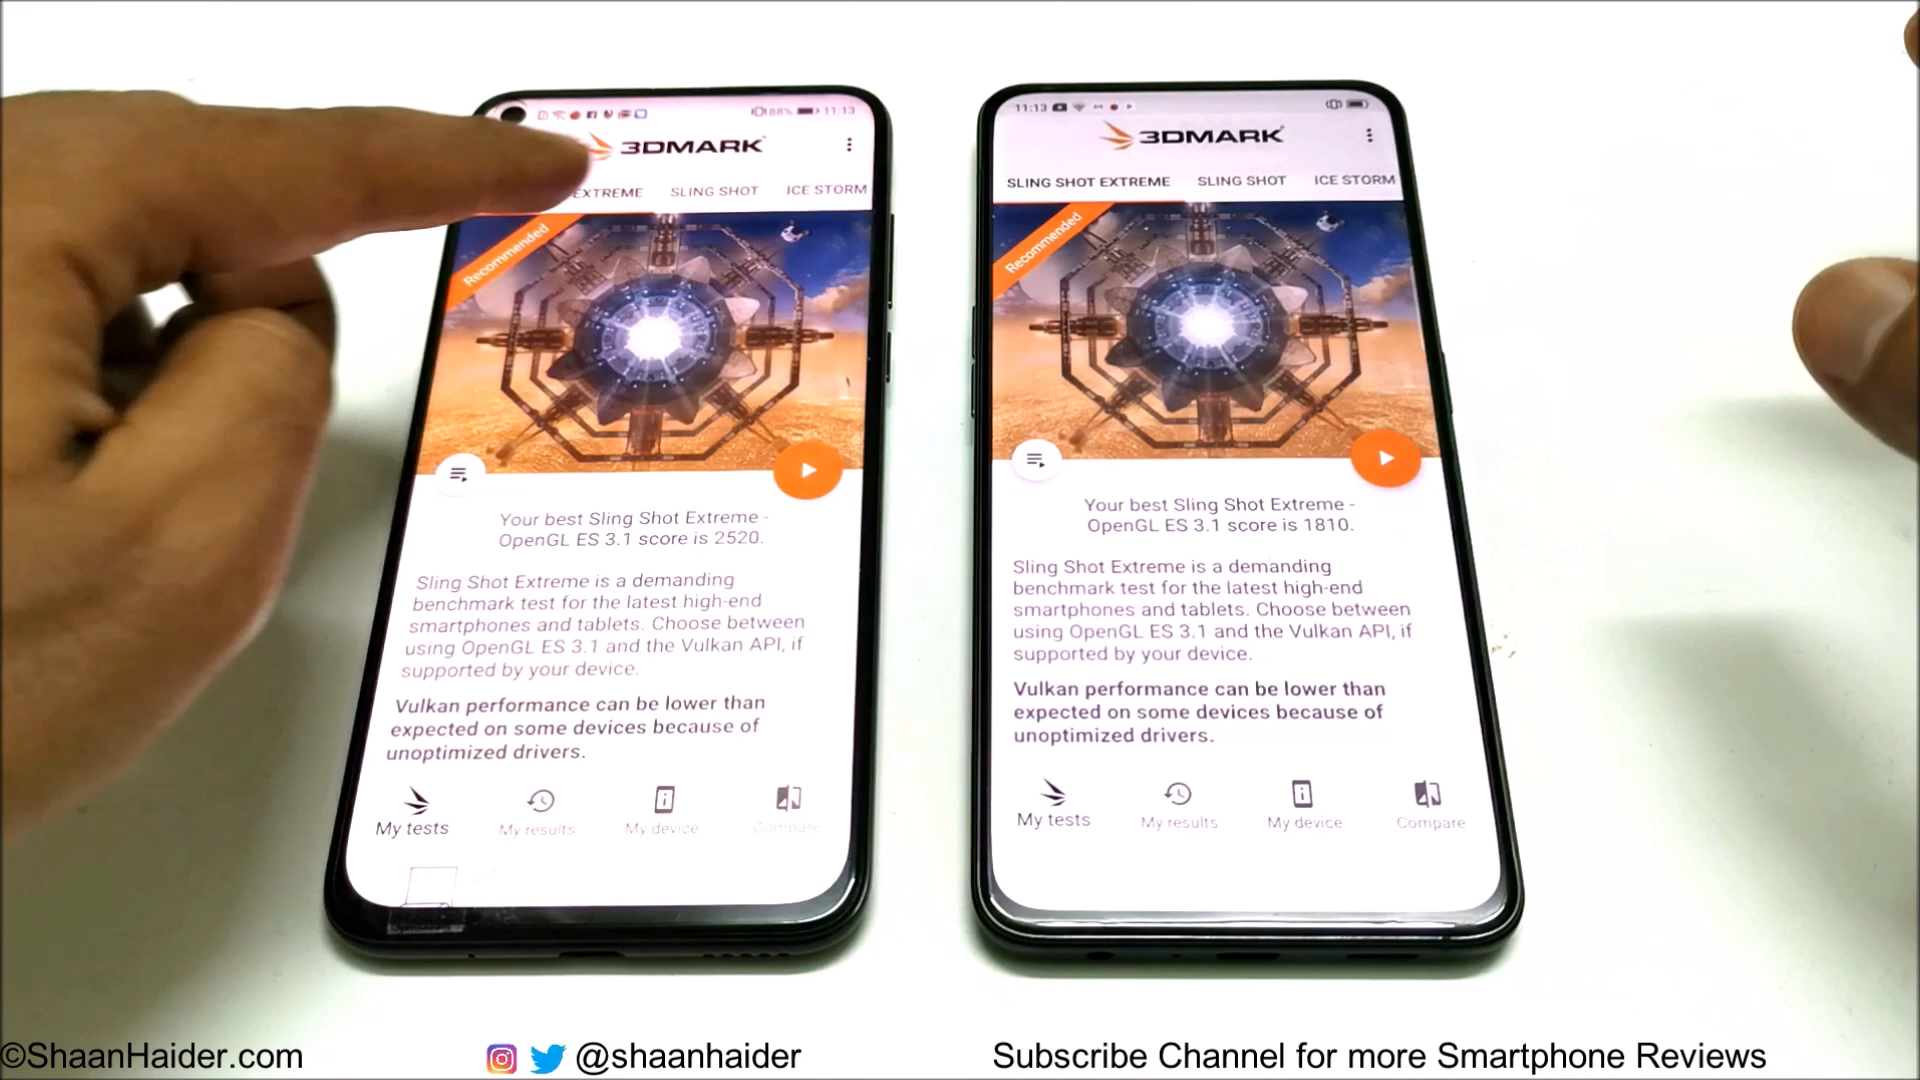 88% 11:13
3DMARK
EXTREME SLING SHOT ICE STORM
Recommended
Your best Sling Shot Extreme -
OpenGL ES 3.1 score is 2520.
Sling Shot Extreme is a demanding
benchmark test for the latest high-end
smartphones and tablets. Choose between
using OpenGL ES 3.1 and the Vulkan API, if
supported by your device.
Vulkan performance can be lower than
expected on some devices because of
unoptimized drivers.
My tests My results My device Compare
11:13
3DMARK
SLING SHOT EXTREME SLING SHOT ICE STORM
Recommended
Your best Sling Shot Extreme -
OpenGL ES 3.1 score is 1810.
Sling Shot Extreme is a demanding
benchmark test for the latest high-end
smartphones and tablets. Choose between
using OpenGL ES 3.1 and the Vulkan API, if
supported by your device.
Vulkan performance can be lower than
expected on some devices because of
unoptimized drivers.
My tests My results My device Compare
©ShaanHaider.com @shaanhaider Subscribe Channel for more Smartphone Reviews